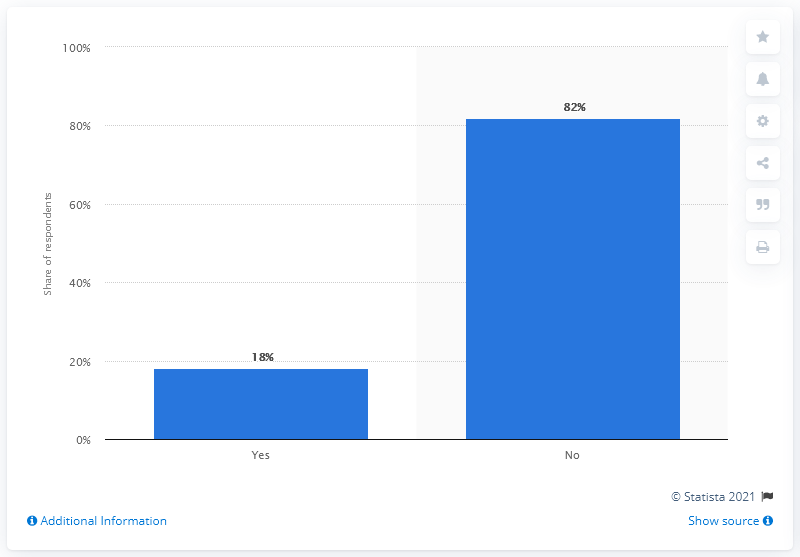 100%
82%
80%
Share of respondents
60%
40%
20%
18%
0%
Yes
No
© Statista 2021
Additional Information
Show source